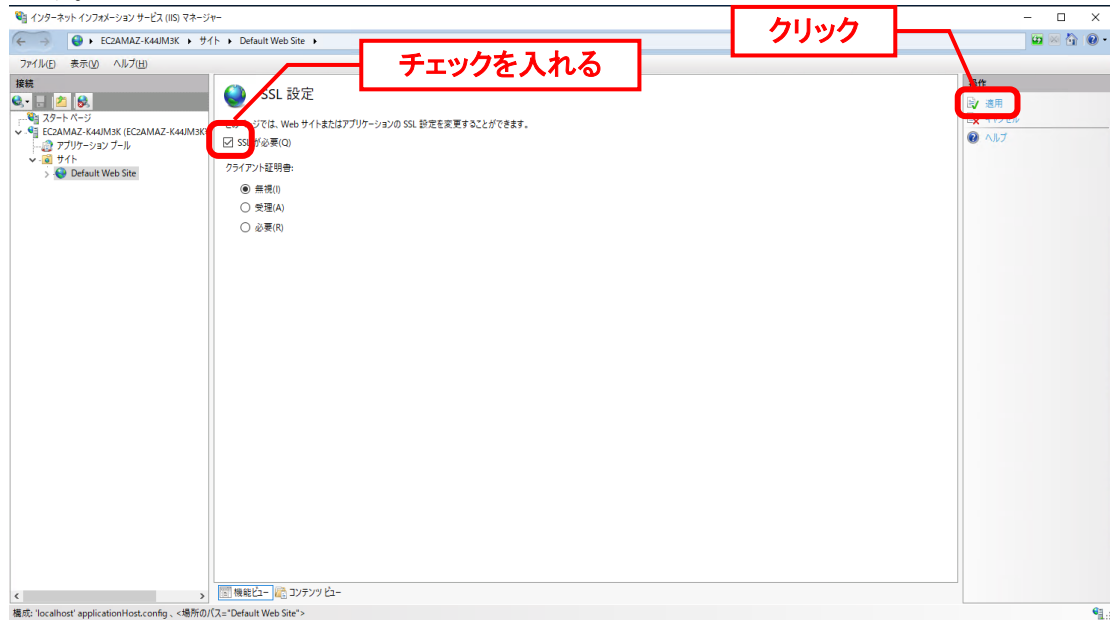 インターネット インフォメーション サービス (IIS) マネージャー
クリック
EC2AMAZ-K44JM3K ▸ サイト ▸ Default Web Site ▸
チェックを入れる
ファイル(F) 表示(V) ヘルプ(H)
接続
スタート ページ
EC2AMAZ-K44JM3K (EC2AMAZ-K44JM3K
アプリケーション プール
サイト
Default Web Site
SSL 設定
ページでは、Web サイトまたはアプリケーションの SSL 設定を変更することができます。
SSL が必要(Q)
クライアント証明書:
無視(I)
受理(A)
必要(R)
操作
適用
キャンセル
ヘルプ
機能ビュー コンテンツ ビュー
構成: 'localhost' applicationHost.config 、<場所のパス="Default Web Site">